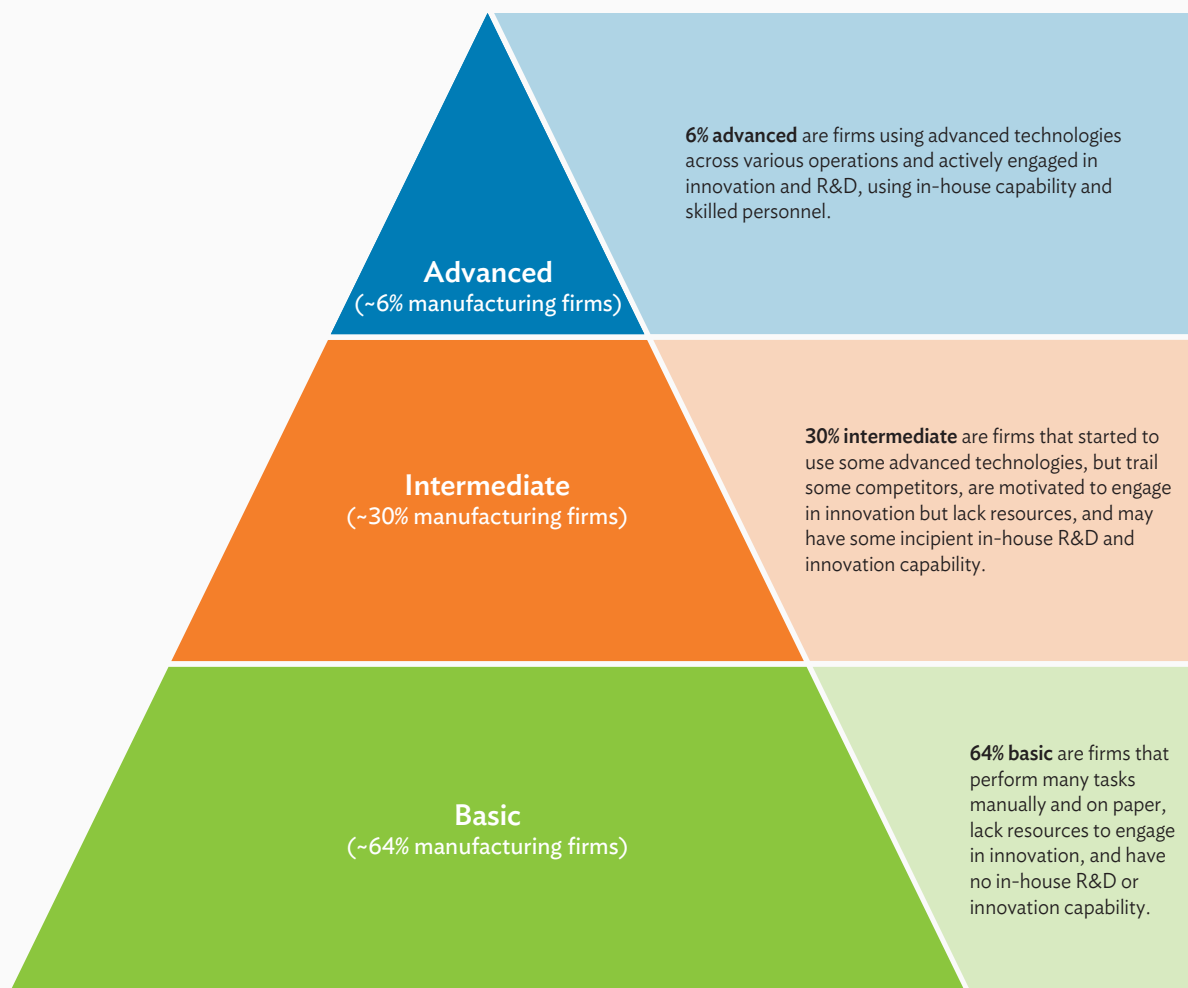 6% advanced are firms using advanced technologies
across various operations and actively engaged in
innovation and R&D, using in-house capability and
skilled personnel.
Advanced
(~6% manufacturing firms)
30% intermediate are firms that started to
use some advanced technologies, but trail
some competitors, are motivated to engage
in innovation but lack resources, and may
have some incipient in-house R&D and
innovation capability.
Intermediate
(~30% manufacturing firms)
64% basic are firms that
perform many tasks
manually and on paper,
lack resources to engage
in innovation, and have
no in-house R&D or
innovation capability.
Basic
(~64% manufacturing firms)